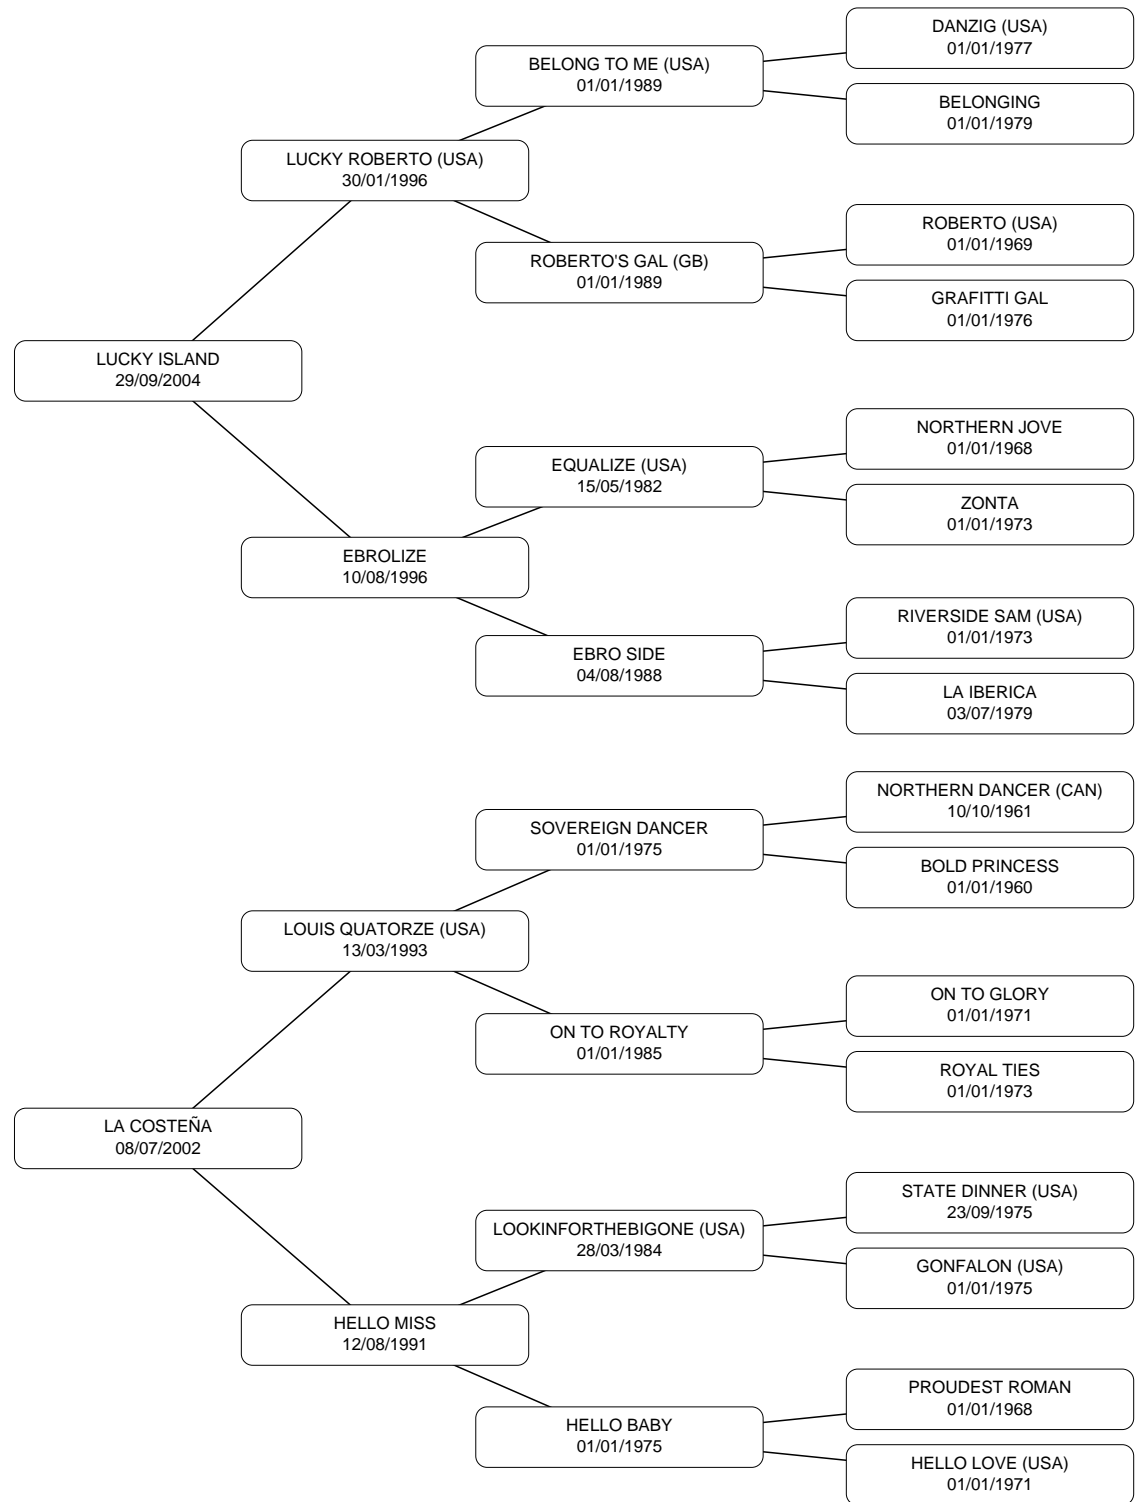 DANZIG (USA)
01/01/1977
BELONG TO ME (USA)
01/01/1989
BELONGING
01/01/1979
LUCKY ROBERTO (USA)
30/01/1996
ROBERTO (USA)
01/01/1969
ROBERTO'S GAL (GB)
01/01/1989
GRAFITTI GAL
01/01/1976
LUCKY ISLAND
29/09/2004
NORTHERN JOVE
01/01/1968
EQUALIZE (USA)
15/05/1982
ZONTA
01/01/1973
EBROLIZE
10/08/1996
RIVERSIDE SAM (USA)
01/01/1973
EBRO SIDE
04/08/1988
LA IBERICA
03/07/1979
NORTHERN DANCER (CAN)
10/10/1961
SOVEREIGN DANCER
01/01/1975
BOLD PRINCESS
01/01/1960
LOUIS QUATORZE (USA)
13/03/1993
ON TO GLORY
01/01/1971
ON TO ROYALTY
01/01/1985
ROYAL TIES
01/01/1973
LA COSTEÑA
08/07/2002
STATE DINNER (USA)
23/09/1975
LOOKINFORTHEBIGONE (USA)
28/03/1984
GONFALON (USA)
01/01/1975
HELLO MISS
12/08/1991
PROUDEST ROMAN
01/01/1968
HELLO BABY
01/01/1975
HELLO LOVE (USA)
01/01/1971